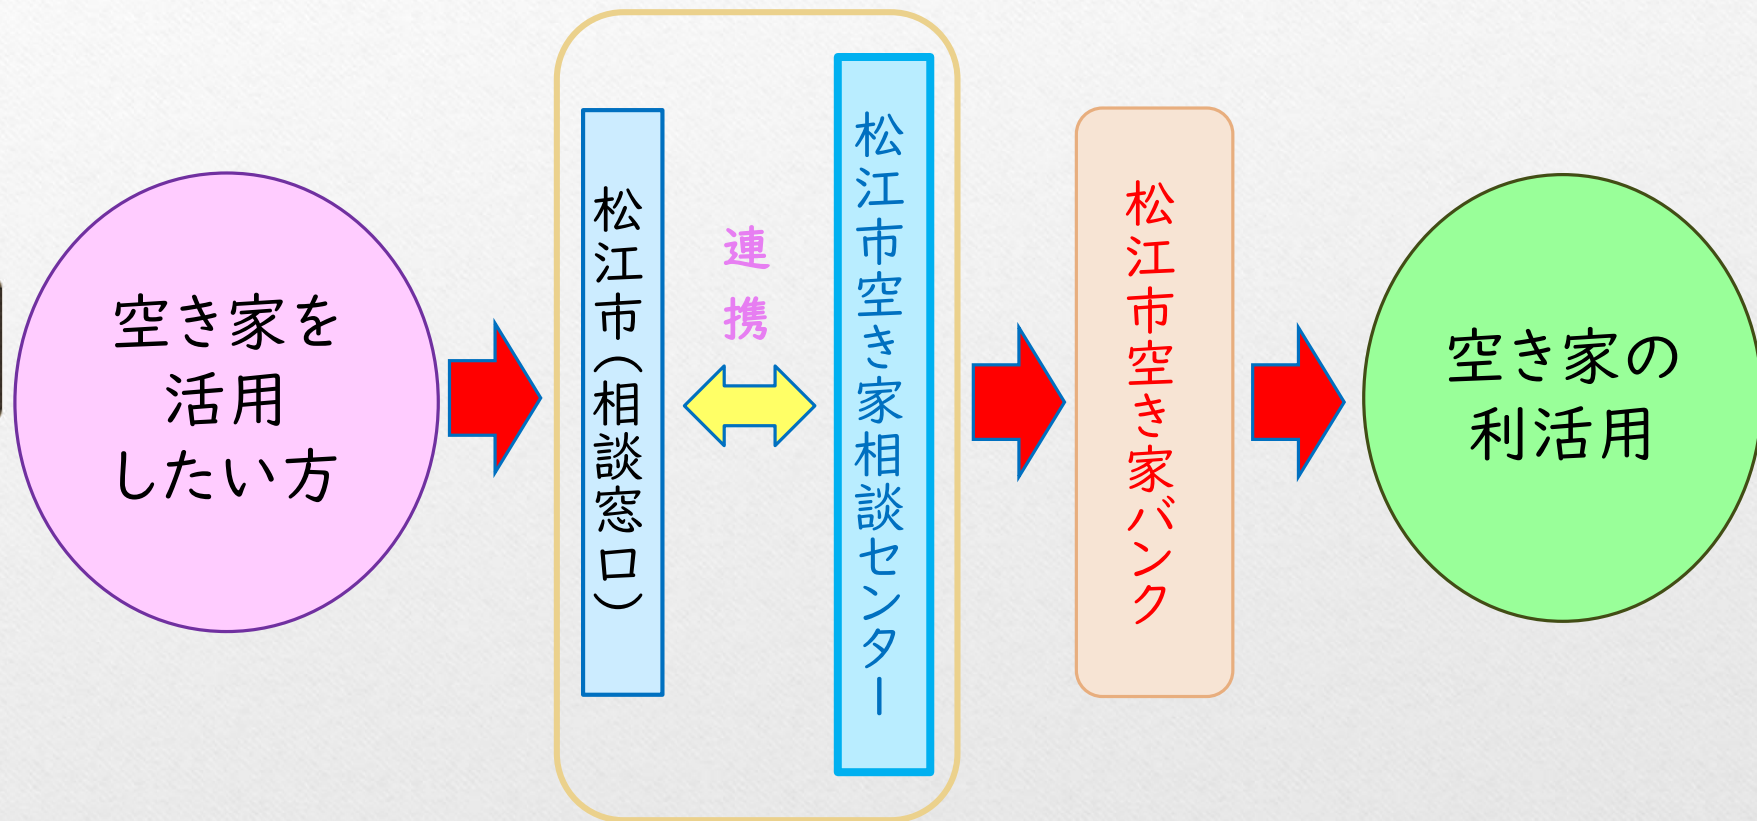 空き家を
活用
したい方
松江市（相談窓口）
連携
松江市空き家相談センター
松江市空き家バンク
空き家の
利活用